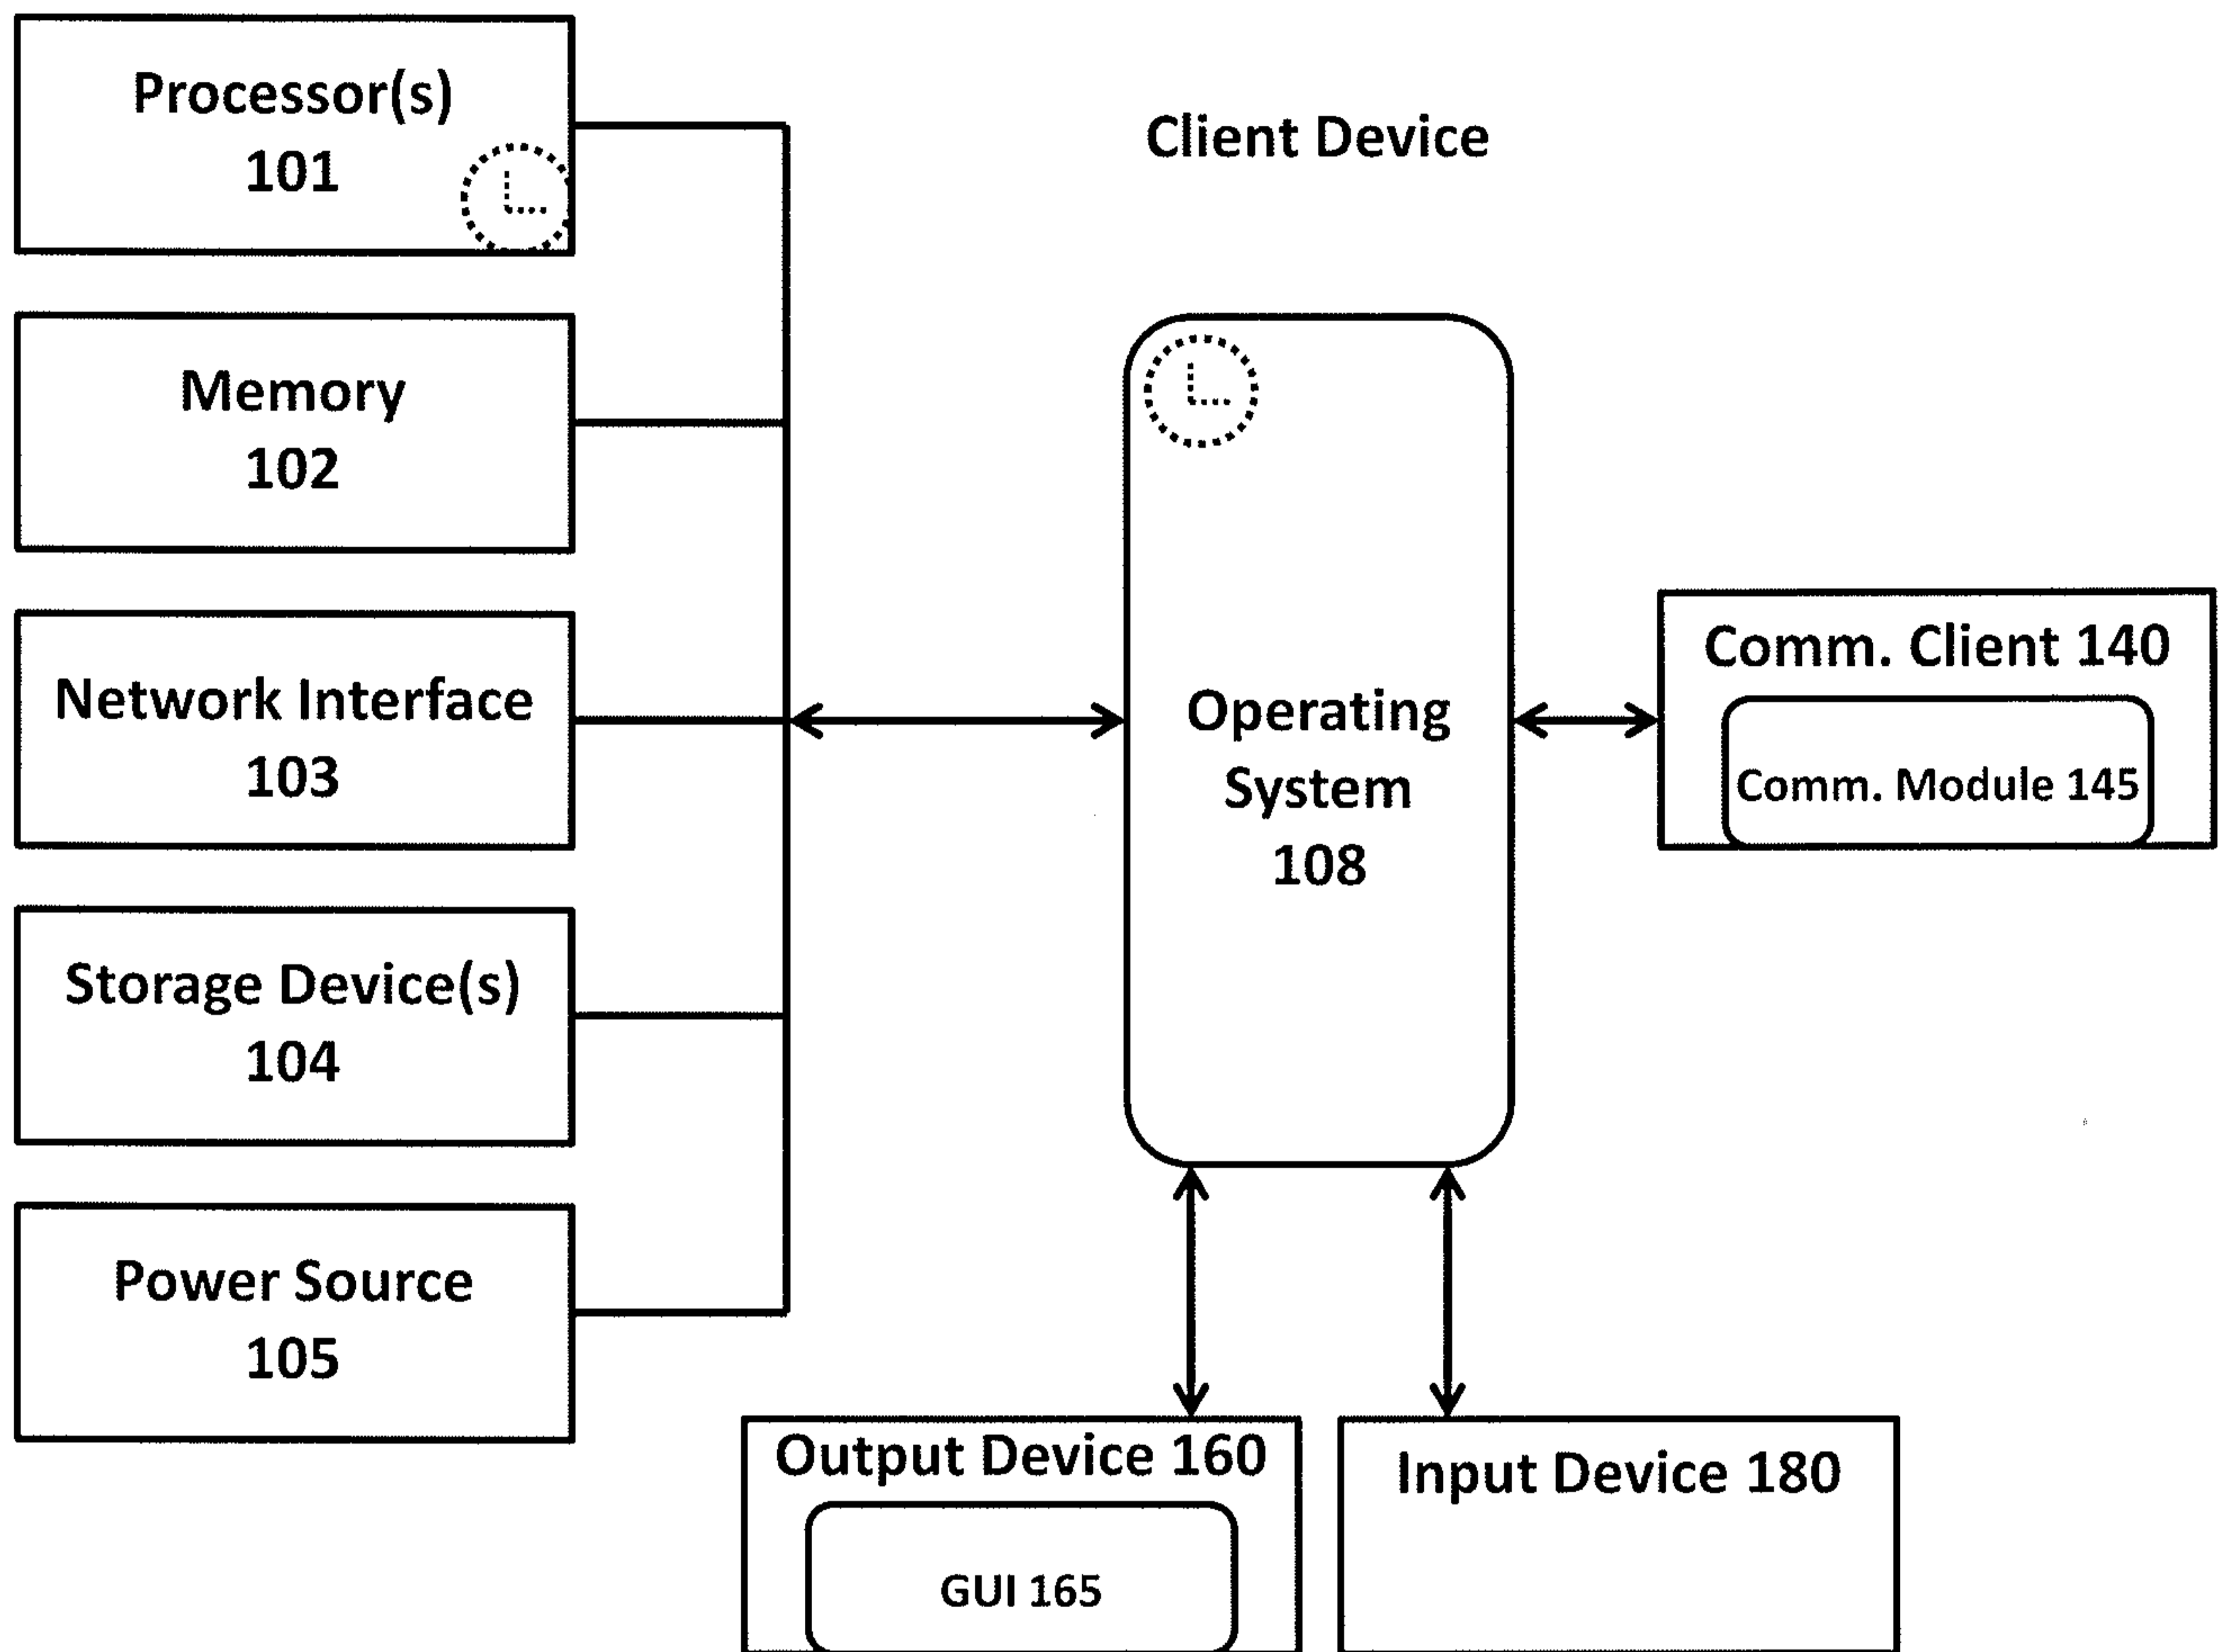 Processor(s)
101
Client Device
Memory
102
Network Interface
103
Operating
System
108
Comm. Client 140
Comm. Module 145
Storage Device(s)
104
Power Source
105
Output Device 160
GUI 165
Input Device 180